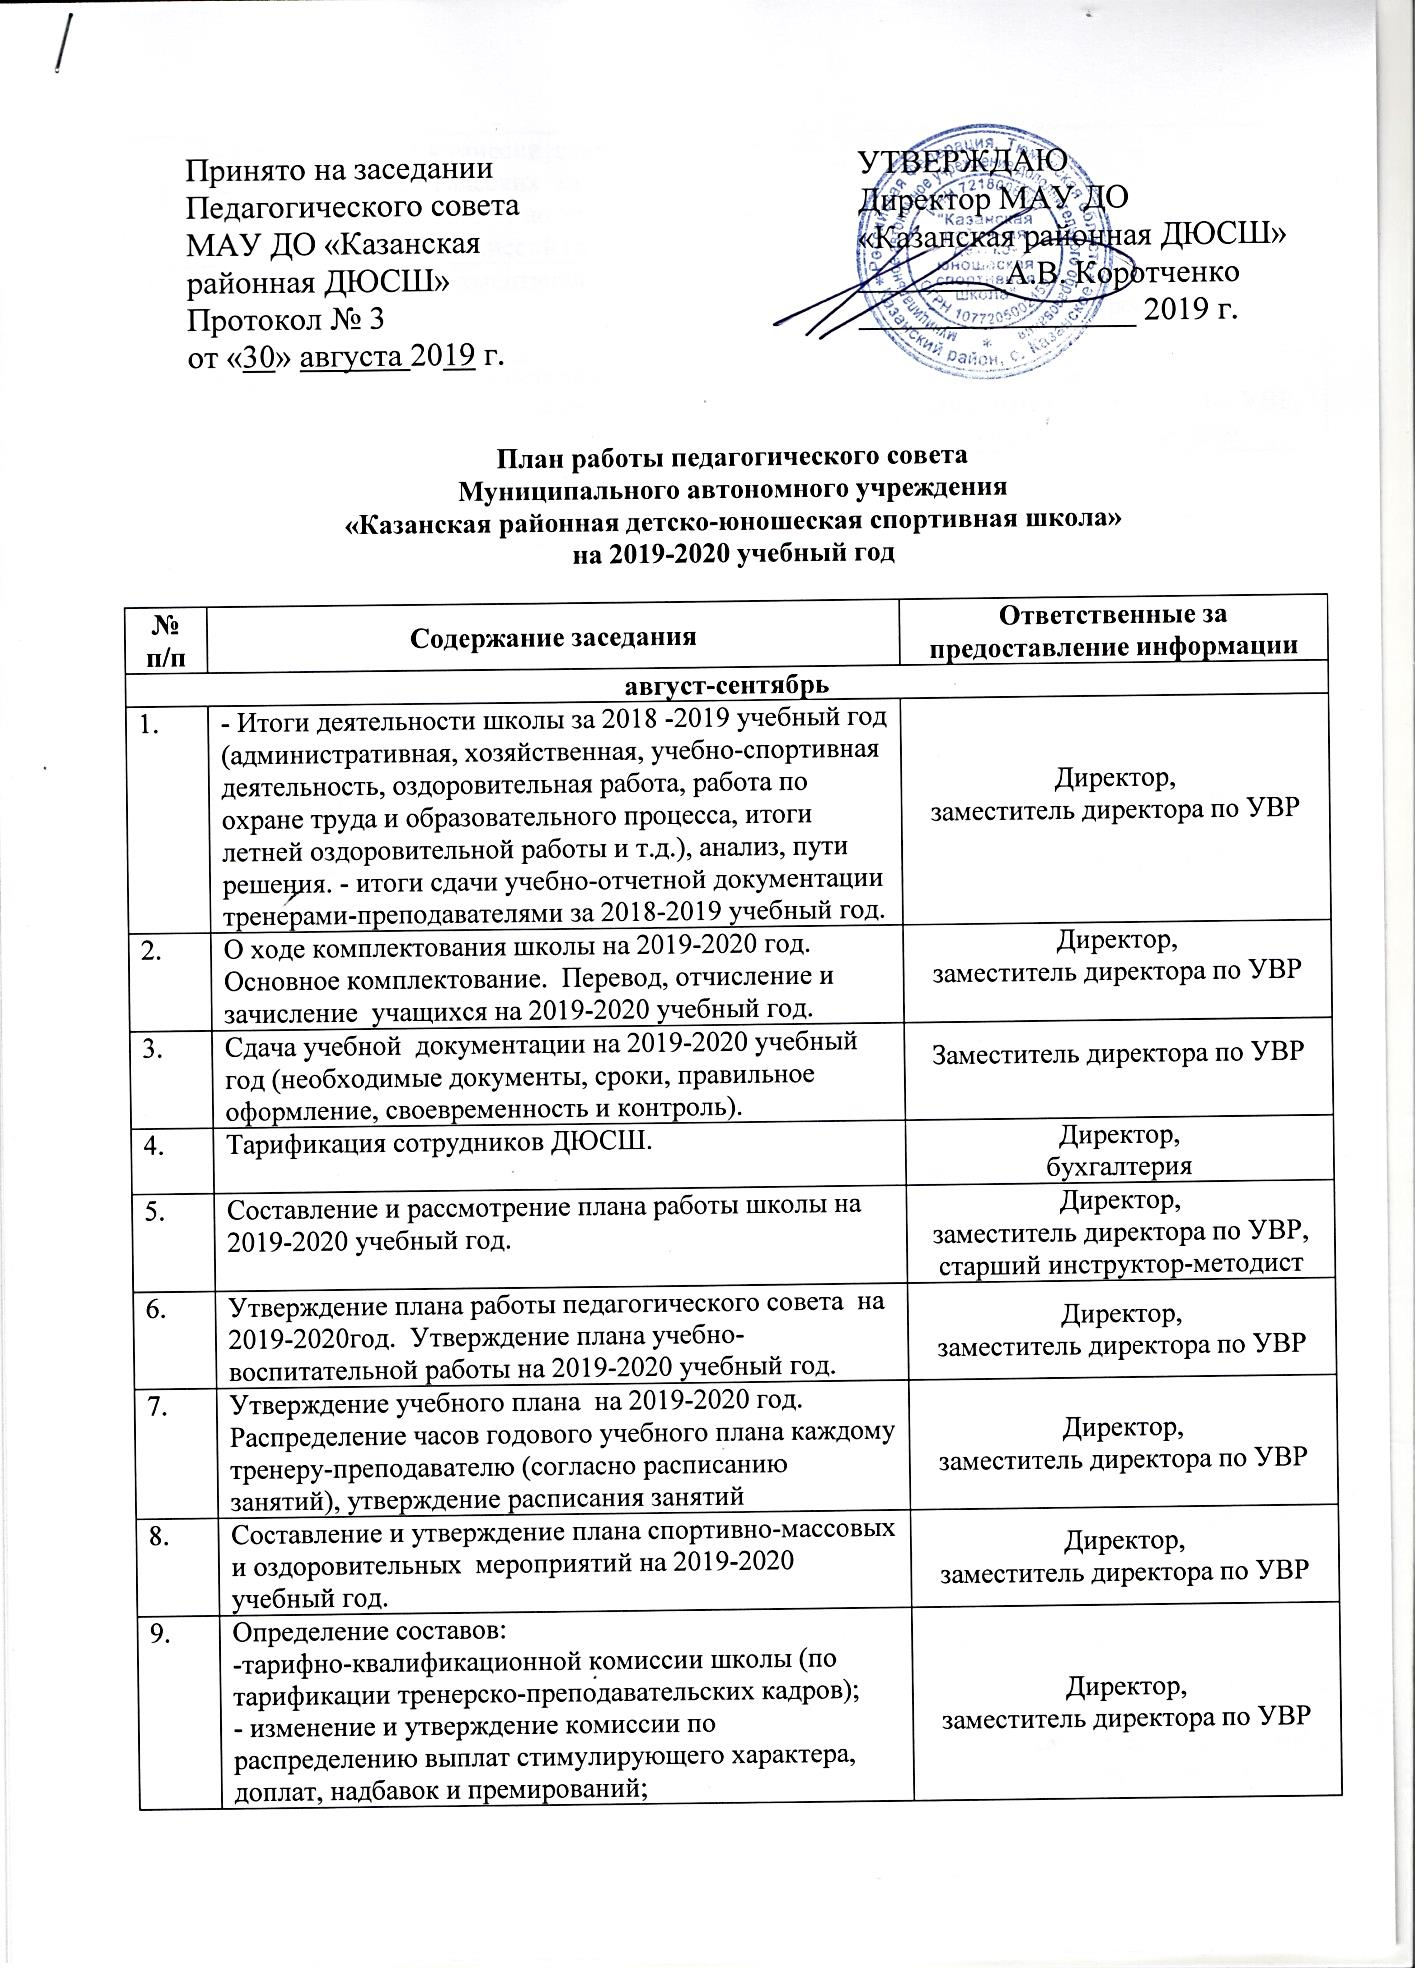 Принято на заседании
Педагогического совета
МАУ ДО «Казанская
районная ДЮСШ»
Протокол № 3
от «30» августа 2019 г.
УТВЕРЖДАЮ
Директор МАУ ДО
«Казанская районная ДЮСШ»
А.В. Коротченко
2019 г.
"Казанская
юношеская
спортивная
школа"
План работы педагогического совета
Муниципального автономного учреждения
«Казанская районная детско-юношеская спортивная школа»
на 2019-2020 учебный год
№
п/п
Содержание заседания
Ответственные за
предоставление информации
август-сентябрь
1.
- Итоги деятельности школы за 2018 -2019 учебный год
(административная, хозяйственная, учебно-спортивная
деятельность, оздоровительная работа, работа по
охране труда и образовательного процесса, итоги
летней оздоровительной работы и т.д.), анализ, пути
решения. - итоги сдачи учебно-отчетной документации
тренерами-преподавателями за 2018-2019 учебный год.
Директор,
заместитель директора по УВР
2.
О ходе комплектования школы на 2019-2020 год.
Основное комплектование. Перевод, отчисление и
зачисление учащихся на 2019-2020 учебный год.
Директор,
заместитель директора по УВР
3.
Сдача учебной документации на 2019-2020 учебный
год (необходимые документы, сроки, правильное
оформление, своевременность и контроль).
Заместитель директора по УВР
4.
Тарификация сотрудников ДЮСШ.
Директор,
бухгалтерия
5.
Составление и рассмотрение плана работы школы на
2019-2020 учебный год.
Директор,
заместитель директора по УВР,
старший инструктор-методист
6.
Утверждение плана работы педагогического совета на
2019-2020год. Утверждение плана учебно-
воспитательной работы на 2019-2020 учебный год.
Директор,
заместитель директора по УВР
7.
Утверждение учебного плана на 2019-2020 год.
Распределение часов годового учебного плана каждому
тренеру-преподавателю (согласно расписанию
занятий), утверждение расписания занятий
Директор,
заместитель директора по УВР
8.
Составление и утверждение плана спортивно-массовых
и оздоровительных мероприятий на 2019-2020
учебный год.
Директор,
заместитель директора по УВР
9.
Определение составов:
-тарифно-квалификационной комиссии школы (по
тарификации тренерско-преподавательских кадров);
- изменение и утверждение комиссии по
распределению выплат стимулирующего характера,
доплат, надбавок и премирований;
Директор,
заместитель директора по УВР